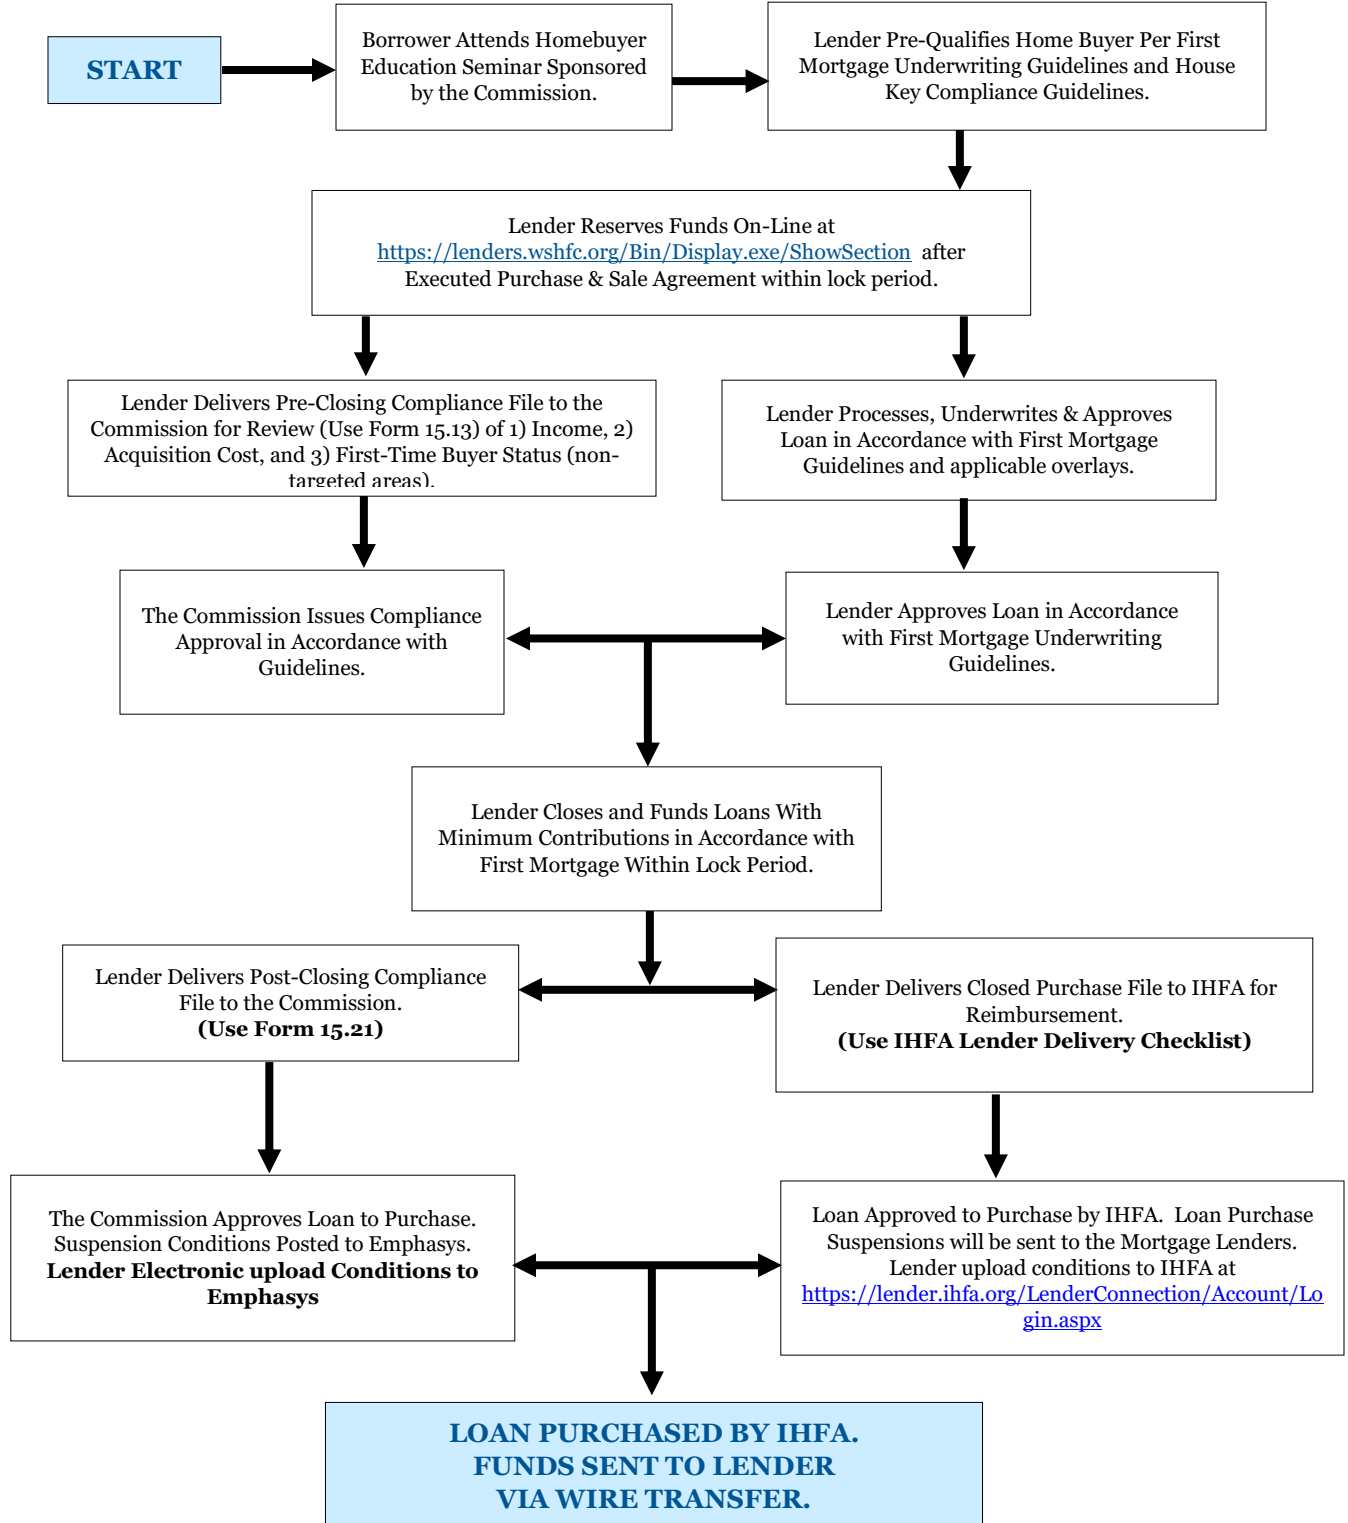 START
Borrower Attends Homebuyer
Education Seminar Sponsored
by the Commission.
Lender Pre-Qualifies Home Buyer Per First
Mortgage Underwriting Guidelines and House
Key Compliance Guidelines.
Lender Reserves Funds On-Line at
https://lenders.wshfc.org/Bin/Display.exe/ShowSection after
Executed Purchase & Sale Agreement within lock period.
Lender Delivers Pre-Closing Compliance File to the
Commission for Review (Use Form 15.13) of 1) Income, 2)
Acquisition Cost, and 3) First-Time Buyer Status (non-
targeted areas).
Lender Processes, Underwrites & Approves
Loan in Accordance with First Mortgage
Guidelines and applicable overlays.
The Commission Issues Compliance
Approval in Accordance with
Guidelines.
Lender Approves Loan in Accordance
with First Mortgage Underwriting
Guidelines.
Lender Closes and Funds Loans With
Minimum Contributions in Accordance with
First Mortgage Within Lock Period.
Lender Delivers Post-Closing Compliance
File to the Commission.
(Use Form 15.21)
Lender Delivers Closed Purchase File to IHFA for
Reimbursement.
(Use IHFA Lender Delivery Checklist)
The Commission Approves Loan to Purchase.
Suspension Conditions Posted to Emphasys.
Lender Electronic upload Conditions to
Emphasys
Loan Approved to Purchase by IHFA. Loan Purchase
Suspensions will be sent to the Mortgage Lenders.
Lender upload conditions to IHFA at
https://lender.ihfa.org/LenderConnection/Account/Lo
gin.aspx
LOAN PURCHASED BY IHFA.
FUNDS SENT TO LENDER
VIA WIRE TRANSFER.